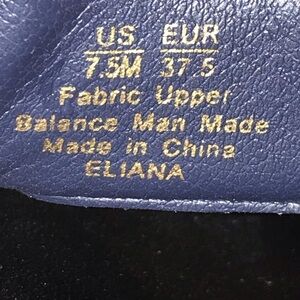 US EUR
7.5M 37.5
Fabric Upper
Balance Man Made
Made in China
ELIANA